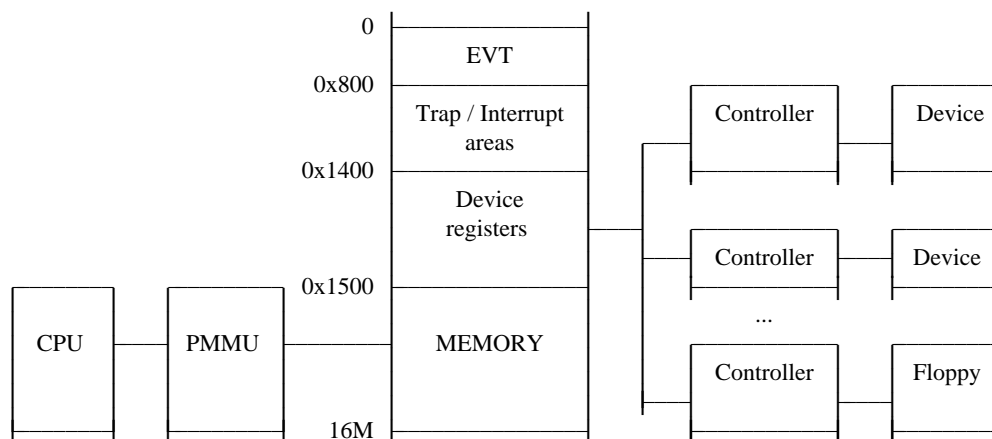 0
EVT
0x800
Trap / Interrupt
areas
Controller
Device
0x1400
Device
registers
Controller
Device
0x1500
...
CPU
PMMU
MEMORY
Controller
Floppy
16M